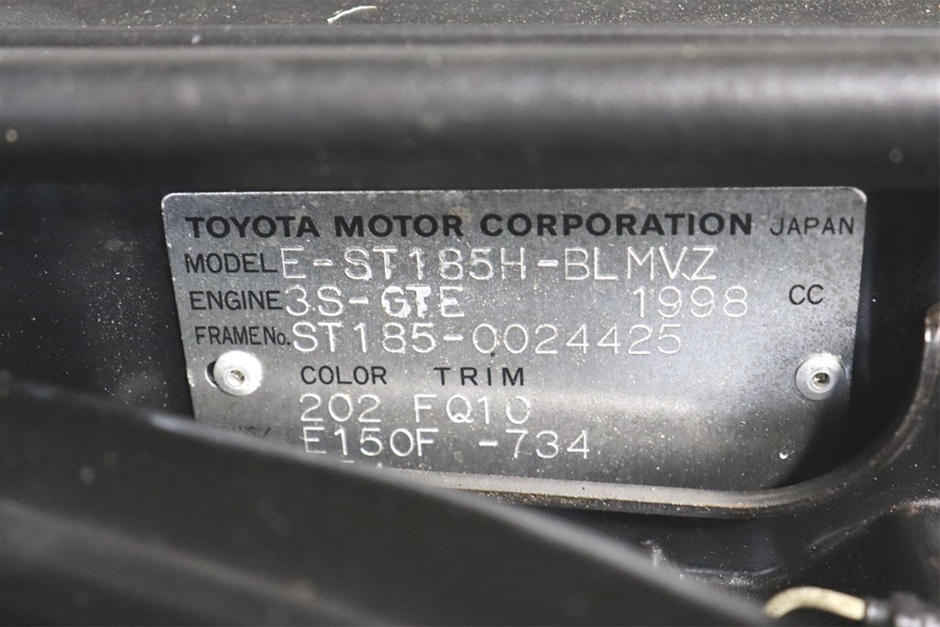 TOYOTA MOTOR CORPORATION JAPAN
MODEL E-ST185H-BLMVZ
ENGINE 3S-GTE 1998 CC
FRAME No. ST185-0024425
COLOR TRIM
202 FQ10
E150F -734